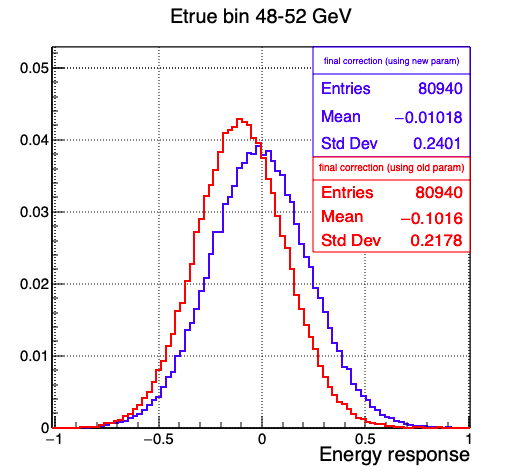 Etrue bin 48-52 GeV
final correction (using new param)
Entries 80940
Mean −0.01018
Std Dev 0.2401
final correction (using old param)
Entries 80940
Mean −0.1016
Std Dev 0.2178
0.05
0.04
0.03
0.02
0.01
0
−1 −0.5 0 0.5 1
Energy response